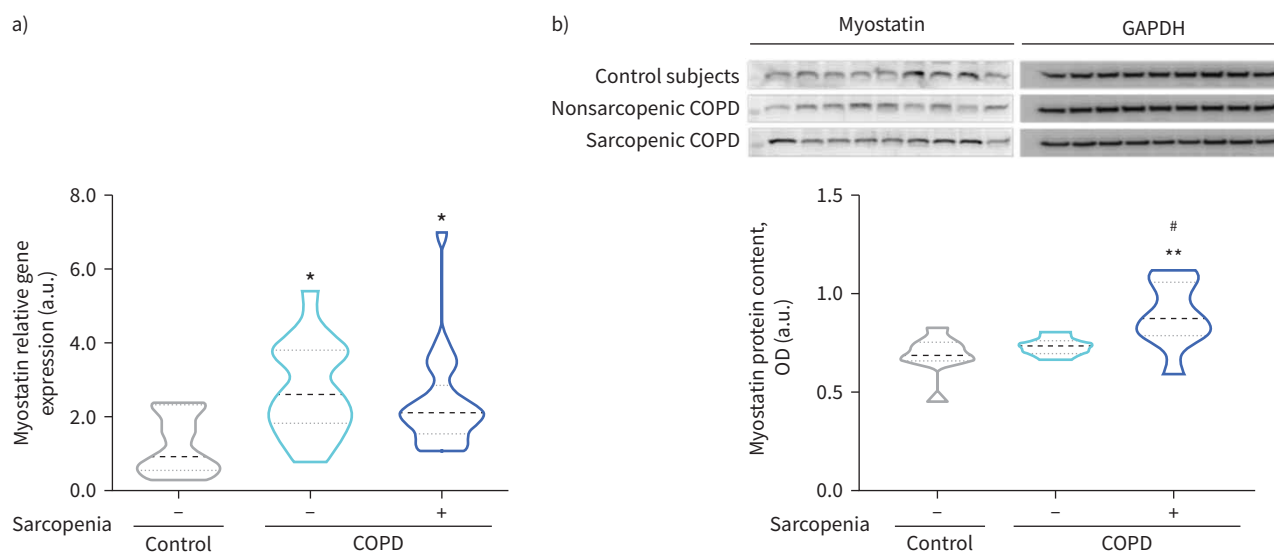 a)
8.0
6.0
4.0
2.0
0.0
Myostatin relative gene
expression (a.u.)
*
*
Sarcopenia
–
–
+
Control
COPD
b)
Myostatin
GAPDH
Control subjects
Nonsarcopenic COPD
Sarcopenic COPD
1.5
1.0
0.5
0.0
Myostatin protein content,
OD (a.u.)
#
**
Sarcopenia
–
–
+
Control
COPD